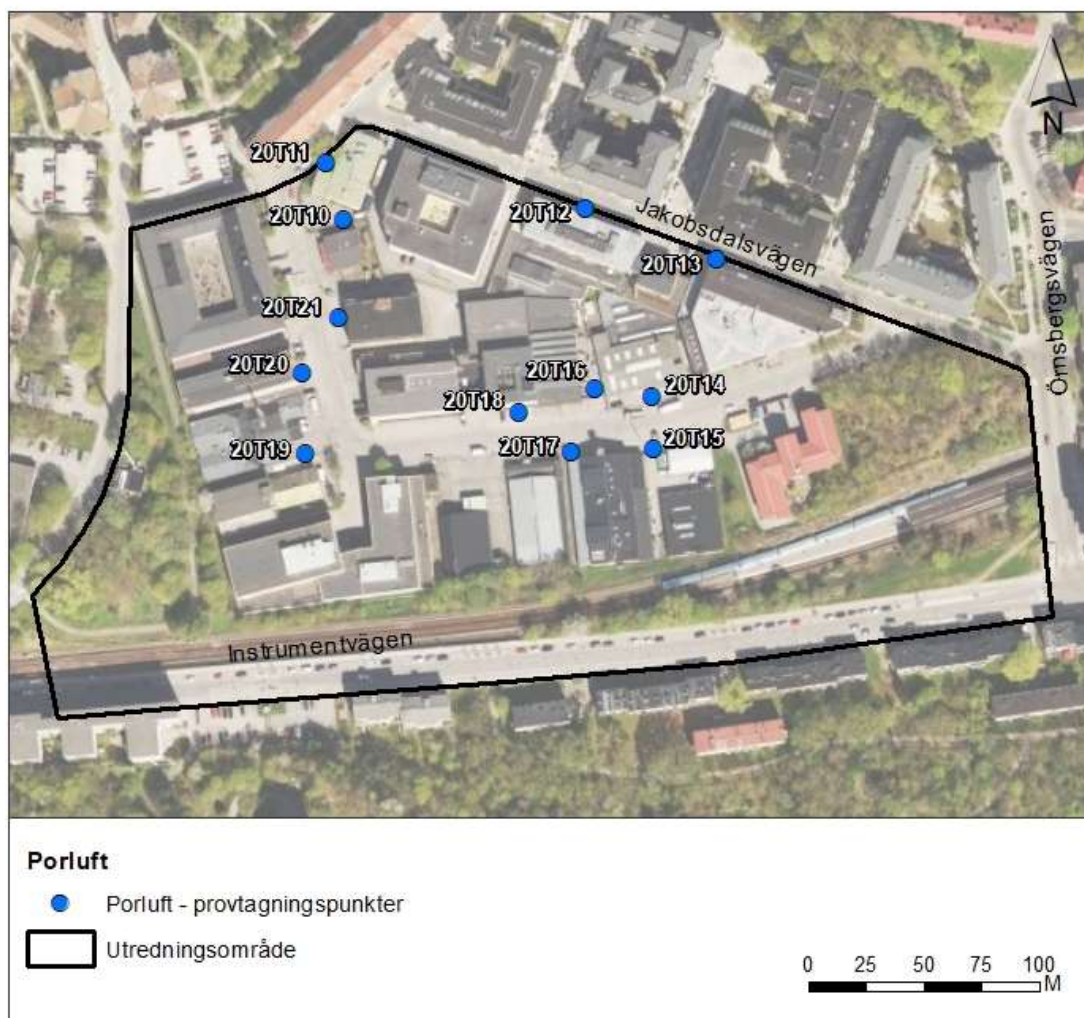 N
20T11
20T10
20T12
Jakobsdalsvägen
20T13
Örnsbergsvägen
20T21
20T20
20T16
20T14
20T18
20T19
20T17
20T15
Instrumentvägen
Porluft
Porluft - provtagningspunkter
Utredningsområde
0 25 50 75 100
M